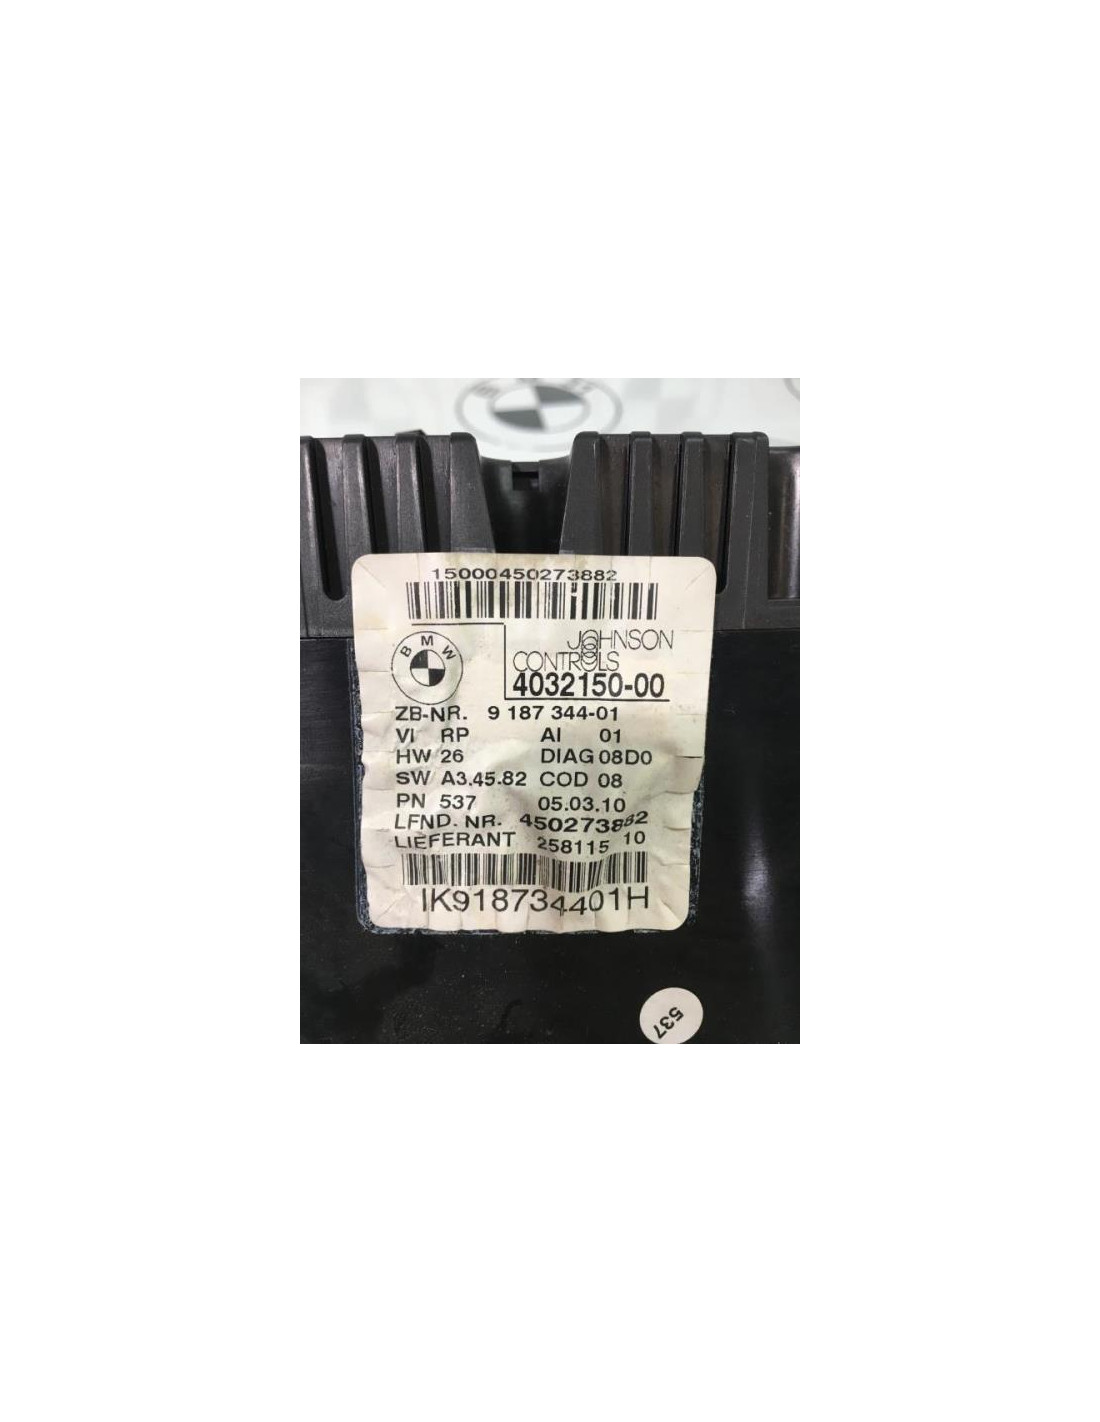 15000450273882
BMW
JOHNSON
CONTROLS
4032150-00
ZB-NR. 9 187 344-01
VI RP AI 01
HW 26 DIAG 08D0
SW A3.45.82 COD 08
PN 537 05.03.10
LFND. NR. 450273882
LIEFERANT 258115 10
IK918734401H
537